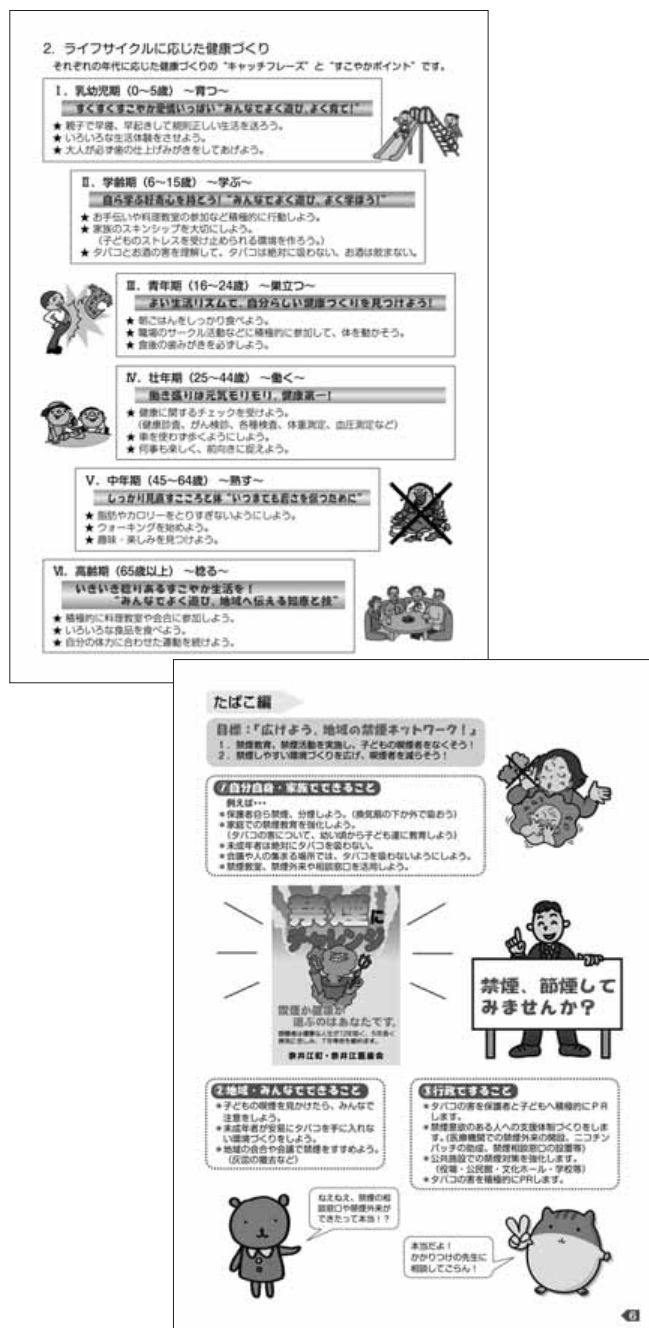 2. ライフサイクルに応じた健康づくり
それぞれの年代に応じた健康づくりの“キャッチフレーズ”と“すこやかポイント”です。
Ⅰ. 乳幼児期（0〜5歳）〜育つ〜
すくすくすこやか愛情いっぱい“みんなでよく遊び、よく育て!”
★ 親子で早寝、早起きして規則正しい生活を送ろう。
★ いろいろな生活体験をさせよう。
★ 大人が必ず歯の仕上げみがきをしてあげよう。
Ⅱ. 学齢期（6〜15歳）〜学ぶ〜
自ら学ぶ好奇心を持とう!“みんなでよく遊び、よく学ぼう!”
★ お手伝いや料理教室の参加など積極的に行動しよう。
★ 家族のスキンシップを大切にしよう。
（子どものストレスを受け止められる環境を作ろう。）
★ タバコとお酒の害を理解して、タバコは絶対に吸わない、お酒は飲まない。
Ⅲ. 青年期（16〜24歳）〜巣立つ〜
よい生活リズムで、自分らしい健康づくりを見つけよう!
★ 朝ごはんをしっかり食べよう。
★ 職場のサークル活動などに積極的に参加して、体を動かそう。
★ 食後の歯みがきを必ずしよう。
Ⅳ. 壮年期（25〜44歳）〜働く〜
働き盛りは元気モリモリ、健康第一!
★ 健康に関するチェックを受けよう。
（健康診査、がん検診、各種検査、体重測定、血圧測定など）
★ 車を使わず歩くようにしよう。
★ 何事も楽しく、前向きに捉えよう。
Ⅴ. 中年期（45〜64歳）〜熟す〜
しっかり見直すこころと体“いつまでも若さを保つために”
★ 脂肪やカロリーをとりすぎないようにしよう。
★ ウォーキングを始めよう。
★ 趣味・楽しみを見つけよう。
Ⅵ. 高齢期（65歳以上）〜稔る〜
いきいき稔りあるすこやか生活を!
“みんなでよく遊び、地域へ伝える知恵と技”
★ 積極的に料理教室や会合に参加しよう。
★ いろいろな食品を食べよう。
★ 自分の体力に合わせた運動を続けよう。
たばこ編
目標:『広げよう、地域の禁煙ネットワーク!』
1. 禁煙教育、禁煙活動を実施し、子どもの喫煙者をなくそう!
2. 禁煙しやすい環境づくりを広げ、喫煙者を減らそう!
①自分自身・家族でできること
例えば・・・
＊保護者自ら禁煙、分煙しよう。（換気扇の下か外で吸おう）
＊家庭での禁煙教育を強化しよう。
（タバコの害について、幼い頃から子ども達に教育しよう）
＊未成年者は絶対にタバコを吸わない。
＊会議や人の集まる場所では、タバコを吸わないようにしよう。
＊禁煙教室、禁煙外来や相談窓口を活用しよう。
禁煙に
チャレンジ
喫煙か健康か
選ぶのはあなたです。
禁煙、節煙して
みませんか?
②地域・みんなでできること
＊子どもの喫煙を見かけたら、みんなで
注意をしよう。
＊未成年者が安易にタバコを手に入れな
い環境づくりをしよう。
＊地域の会合や会議で禁煙をすすめよう。
（灰皿の撤去など）
③行政ですること
＊タバコの害を保護者と子どもへ積極的にPR
します。
＊禁煙意欲のある人への支援体制づくりをしま
す。（医療機関での禁煙外来の開設、ニコチン
パッチの助成、禁煙相談窓口の設置等）
＊公共施設での禁煙対策を強化します。
（役場・公民館・文化ホール・学校等）
＊タバコの害を積極的にPRします。
ねえねえ、禁煙の相
談窓口や禁煙外来が
できたって本当!?
本当だよ!
かかりつけの先生に
相談してごらん!
6